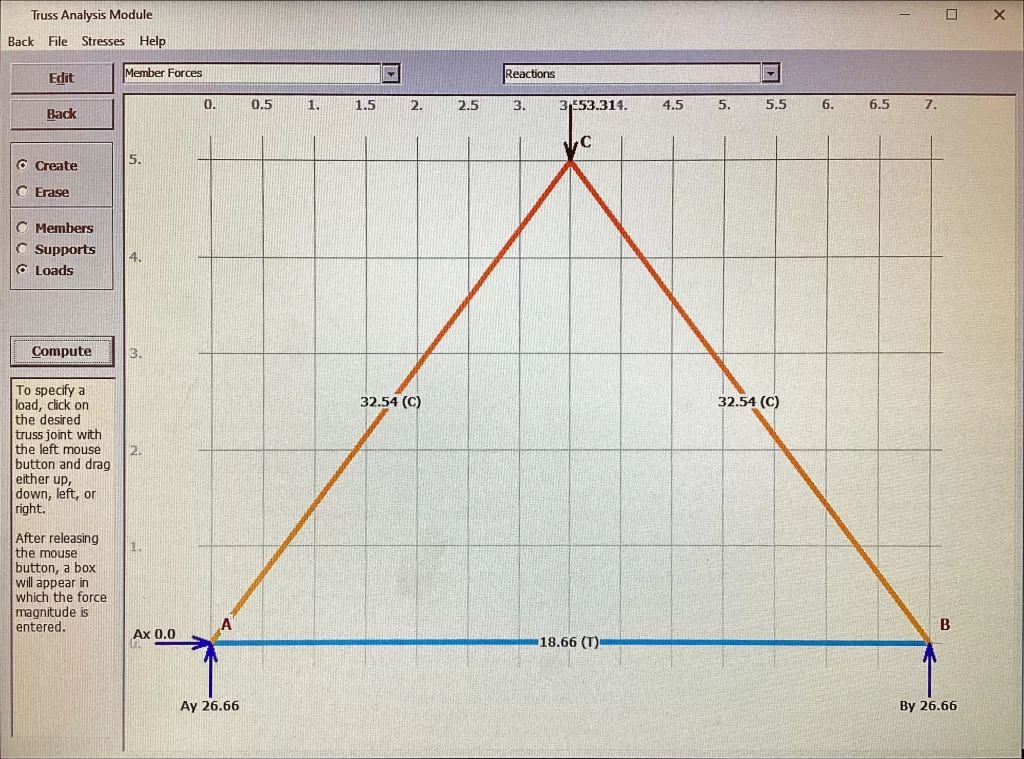 Truss Analysis Module
Back File Stresses Help
Edit
Member Forces
Reactions
Back
0. 0.5 1. 1.5 2. 2.5 3. 53.314. 4.5 5. 5.5 6. 6.5 7.
C
5.
Create
Erase
Members
Supports
4.
Loads
Compute
3.
To specify a
load, click on
the desired
truss joint with
the left mouse
button and drag
either up,
down, left, or
right.
32.54 (C)
32.54 (C)
2.
After releasing
the mouse
button, a box
will appear in
which the force
magnitude is
entered.
1.
A
B
Ax 0.0
18.66 (T)
Ay 26.66
By 26.66